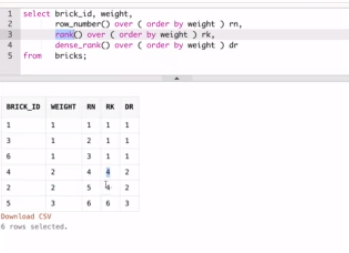 1 select brick_id, weight,
2 row_number() over ( order by weight ) rn,
3 rank() over ( order by weight ) rk,
4 dense_rank() over ( order by weight ) dr
5 from bricks;
BRICK_ID WEIGHT RN RK DR
1 1 1 1 1
3 1 2 1 1
6 1 3 1 1
4 2 4 4 2
2 2 5 4 2
5 3 6 6 3
Download CSV
6 rows selected.